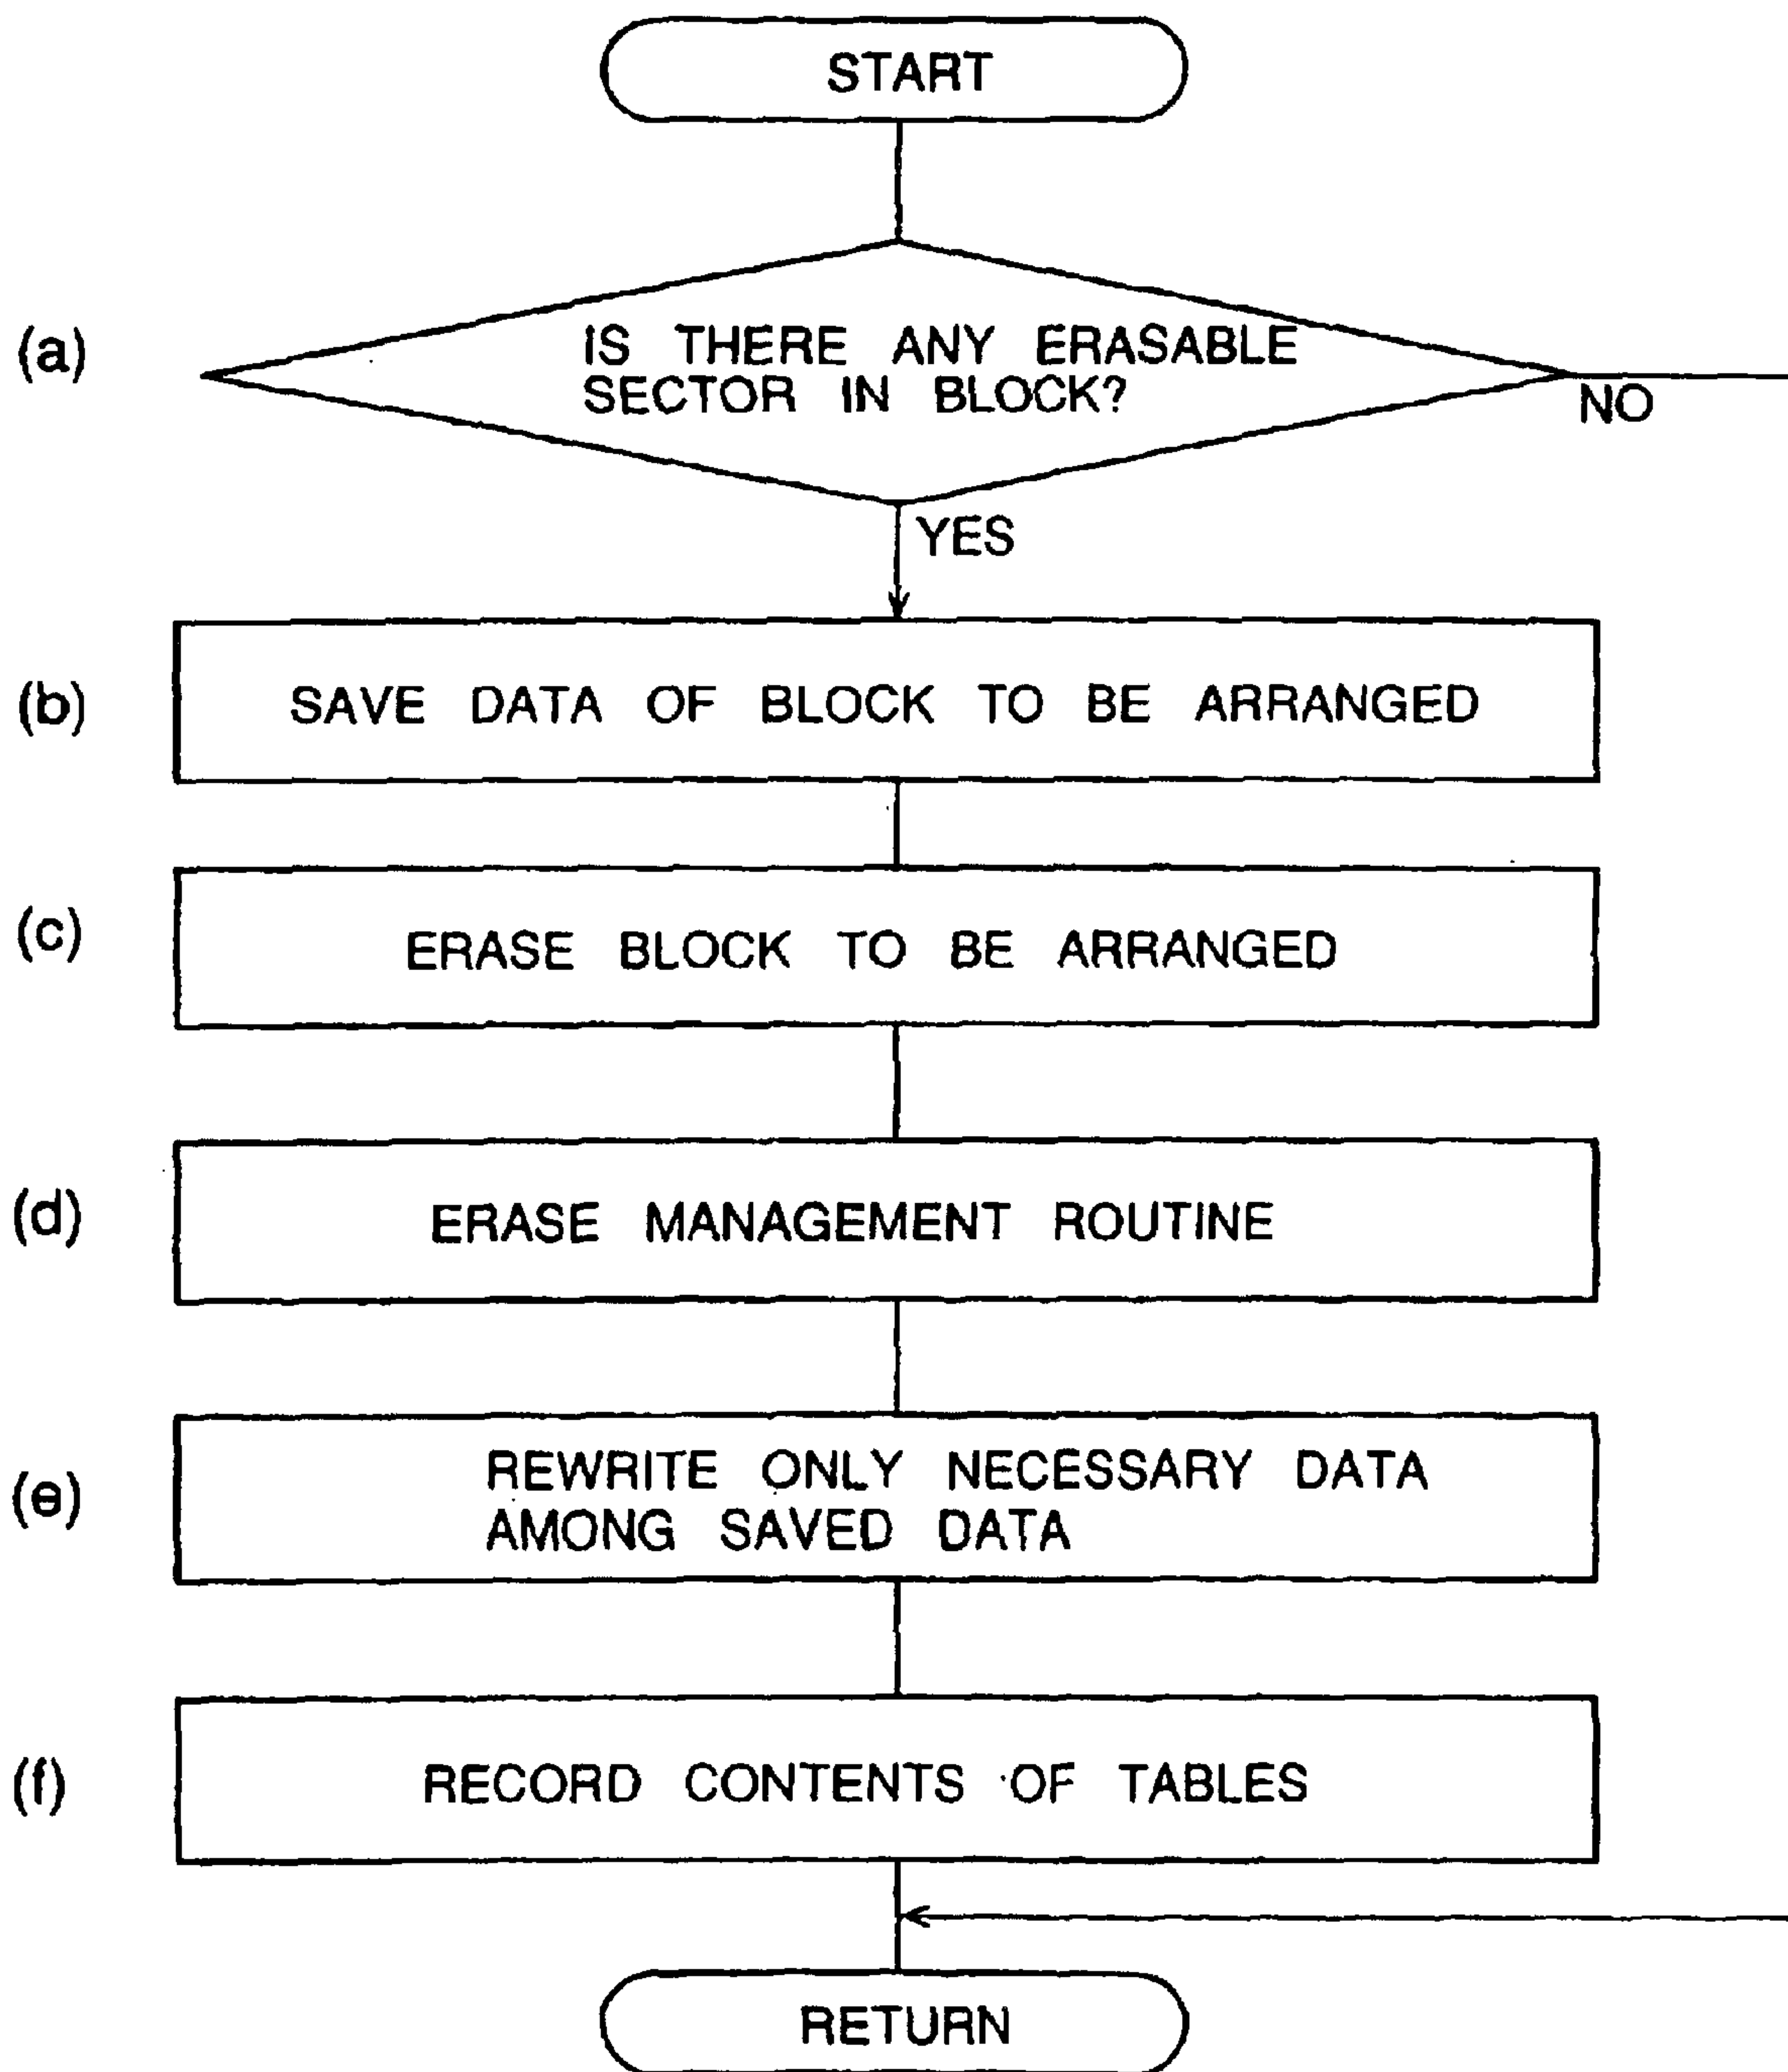 START
(a)
IS THERE ANY ERASABLE
SECTOR IN BLOCK?
NO
YES
(b)
SAVE DATA OF BLOCK TO BE ARRANGED
(c)
ERASE BLOCK TO BE ARRANGED
(d)
ERASE MANAGEMENT ROUTINE
(e)
REWRITE ONLY NECESSARY DATA
AMONG SAVED DATA
(f)
RECORD CONTENTS OF TABLES
RETURN